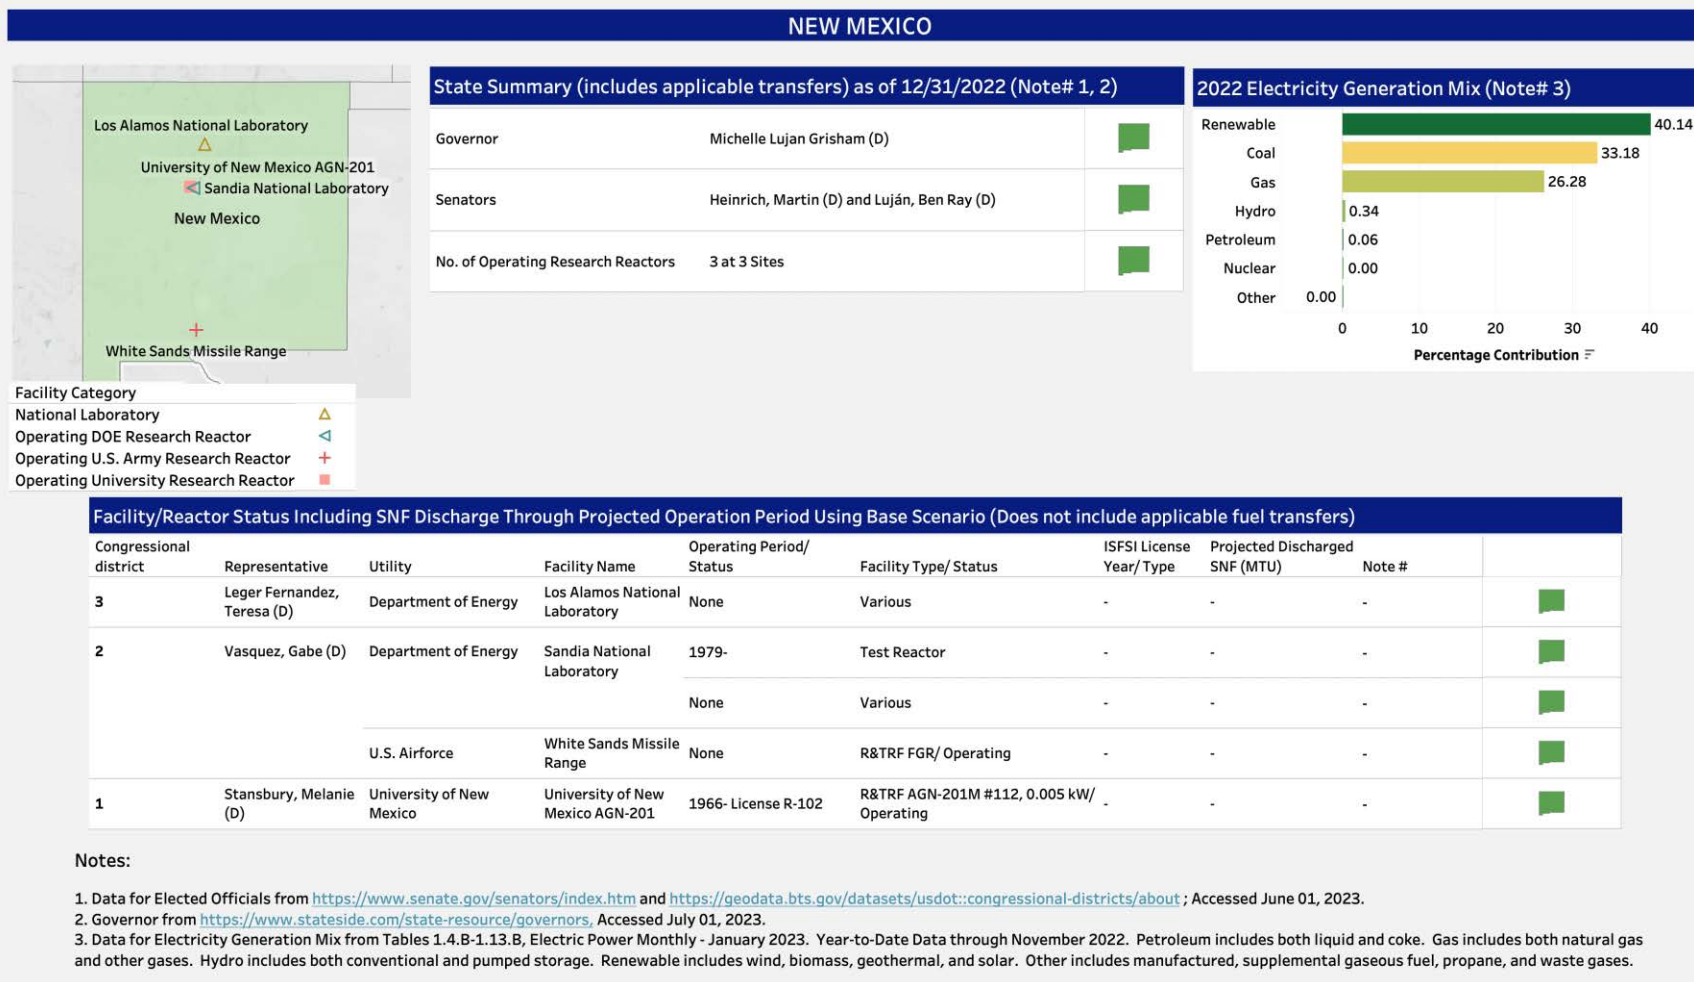 NEW MEXICO
Los Alamos National Laboratory
University of New Mexico AGN-201
Sandia National Laboratory
New Mexico
White Sands Missile Range
Facility Category
National Laboratory
Operating DOE Research Reactor
Operating U.S. Army Research Reactor
Operating University Research Reactor
State Summary (includes applicable transfers) as of 12/31/2022 (Note# 1, 2)
Governor Michelle Lujan Grisham (D)
Senators Heinrich, Martin (D) and Luján, Ben Ray (D)
No. of Operating Research Reactors 3 at 3 Sites
2022 Electricity Generation Mix (Note# 3)
Renewable 40.14
Coal 33.18
Gas 26.28
Hydro 0.34
Petroleum 0.06
Nuclear 0.00
Other 0.00
0 10 20 30 40
Percentage Contribution
Facility/Reactor Status Including SNF Discharge Through Projected Operation Period Using Base Scenario (Does not include applicable fuel transfers)
Congressional Operating Period/ ISFSI License Projected Discharged
district Representative Utility Facility Name Status Facility Type/ Status Year/ Type SNF (MTU) Note #
Leger Fernandez, Los Alamos National
3 Department of Energy None Various - - -
Teresa (D) Laboratory
2 Vasquez, Gabe (D) Department of Energy Sandia National 1979- Test Reactor - - -
Laboratory
None Various - - -
White Sands Missile
U.S. Airforce None R&TRF FGR/ Operating - - -
Range
Stansbury, Melanie University of New University of New R&TRF AGN-201M #112, 0.005 kW/
1 1966- License R-102 - - -
(D) Mexico Mexico AGN-201 Operating
Notes:
1. Data for Elected Officials from https://www.senate.gov/senators/index.htm and https://geodata.bts.gov/datasets/usdot::congressional-districts/about ; Accessed June 01, 2023.
2. Governor from https://www.stateside.com/state-resource/governors, Accessed July 01, 2023.
3. Data for Electricity Generation Mix from Tables 1.4.B-1.13.B, Electric Power Monthly - January 2023. Year-to-Date Data through November 2022. Petroleum includes both liquid and coke. Gas includes both natural gas
and other gases. Hydro includes both conventional and pumped storage. Renewable includes wind, biomass, geothermal, and solar. Other includes manufactured, supplemental gaseous fuel, propane, and waste gases.